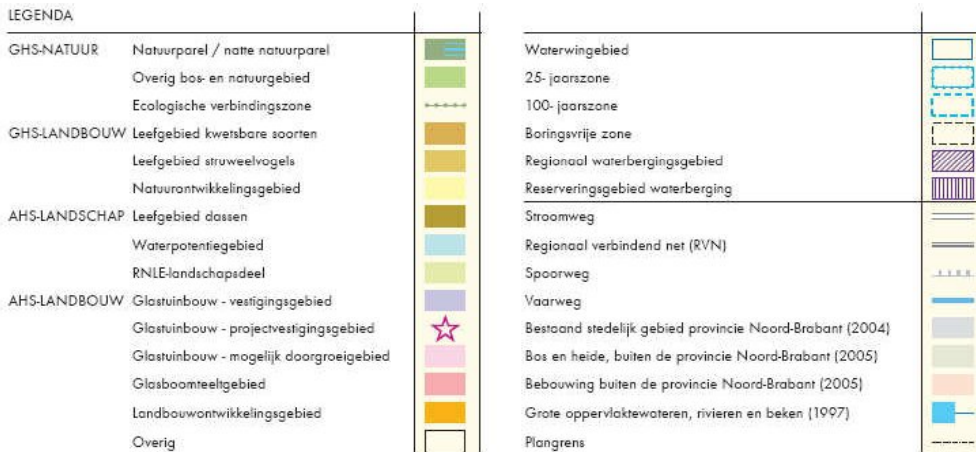 LEGENDA
GHS-NATUUR Natuurparel / natte natuurparel
Overig bos- en natuurgebied
Ecologische verbindingszone
GHS-LANDBOUW Leefgebied kwetsbare soorten
Leefgebied struweelvogels
Natuurontwikkelingsgebied
AHS-LANDSCHAP Leefgebied dassen
Waterpotentiegebied
RNLE-landschapsdeel
AHS-LANDBOUW Glastuinbouw - vestigingsgebied
Glastuinbouw - projectvestigingsgebied
Glastuinbouw - mogelijk doorgroeigebied
Glasboomteeltgebied
Landbouwontwikkelingsgebied
Overig
Waterwingebied
25- jaarszone
100- jaarszone
Boringsvrije zone
Regionaal waterbergingsgebied
Reserveringsgebied waterberging
Stroomweg
Regionaal verbindend net (RVN)
Spoorweg
Vaarweg
Bestaand stedelijk gebied provincie Noord-Brabant (2004)
Bos en heide, buiten de provincie Noord-Brabant (2005)
Bebouwing buiten de provincie Noord-Brabant (2005)
Grote oppervlaktewateren, rivieren en beken (1997)
Plangrens